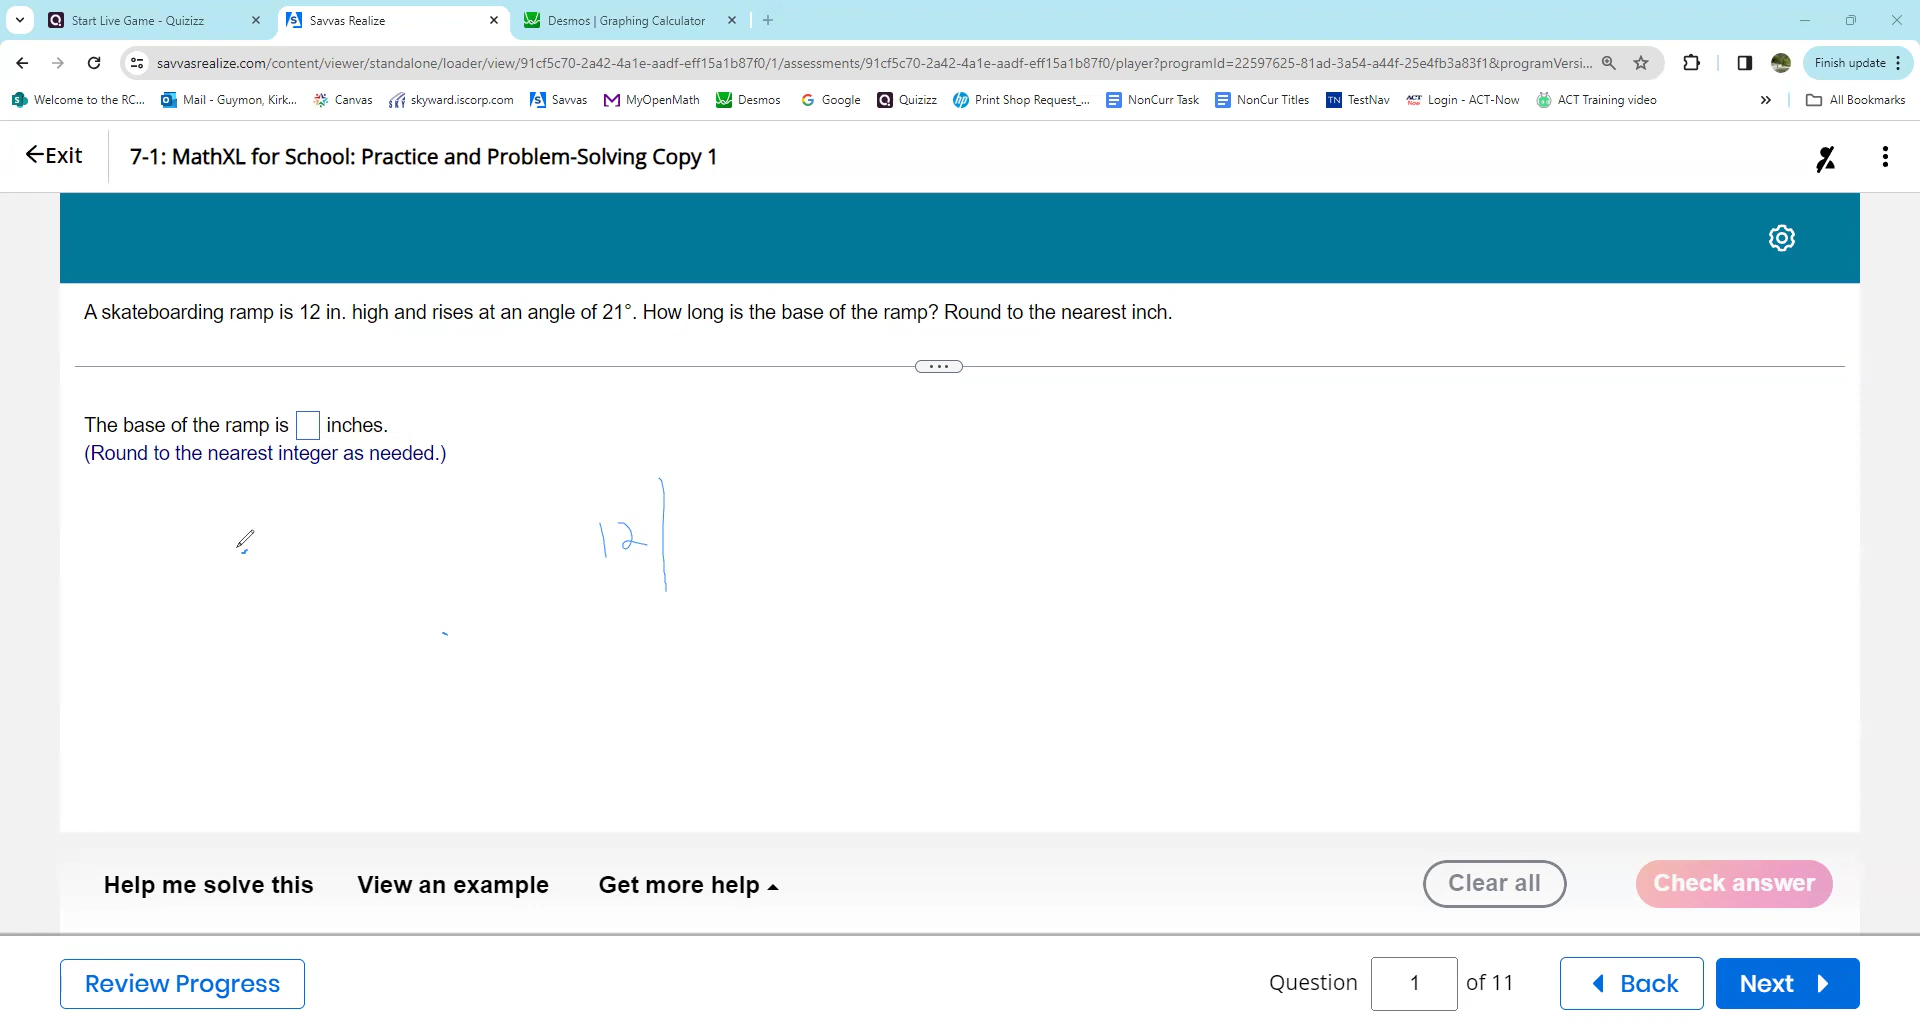 Start Live Game - Quizizz
Savvas Realize
Desmos | Graphing Calculator
savvasrealize.com/content/viewer/standalone/loader/view/91cf5c70-2a42-4a1e-aadf-eff15a1b87f0/1/assessments/91cf5c70-2a42-4a1e-aadf-eff15a1b87f0/player?programId=22597625-81ad-3a54-a44f-25e4fb3a83f1&programVersi...
Finish update
Welcome to the RC...
Mail - Guymon, Kirk...
Canvas
skyward.iscorp.com
Savvas
MyOpenMath
Desmos
Google
Quizizz
Print Shop Request_...
NonCurr Task
NonCur Titles
TestNav
Login - ACT-Now
ACT Training video
All Bookmarks
Exit
7-1: MathXL for School: Practice and Problem-Solving Copy 1
A skateboarding ramp is 12 in. high and rises at an angle of 21°. How long is the base of the ramp? Round to the nearest inch.
The base of the ramp is inches.
(Round to the nearest integer as needed.)
12
Help me solve this
View an example
Get more help
Clear all
Check answer
Review Progress
Question 1 of 11
Back
Next